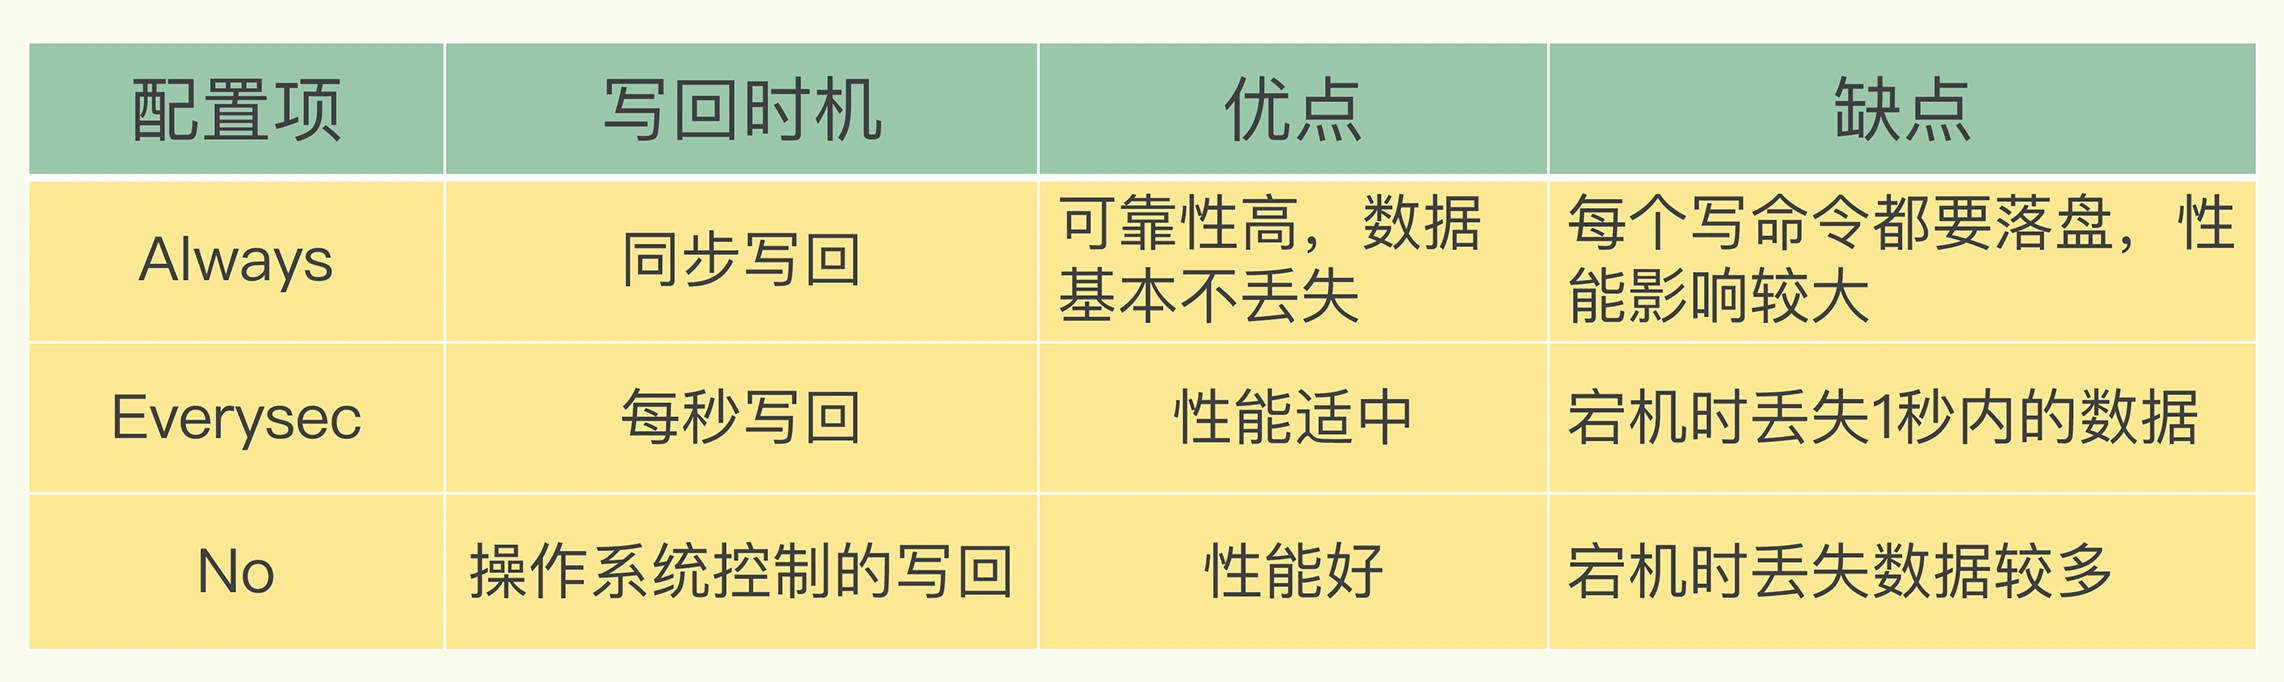 配置项 写回时机 优点 缺点
Always 同步写回 可靠性高，数据基本不丢失 每个写命令都要落盘，性能影响较大
Everysec 每秒写回 性能适中 宕机时丢失1秒内的数据
No 操作系统控制的写回 性能好 宕机时丢失数据较多